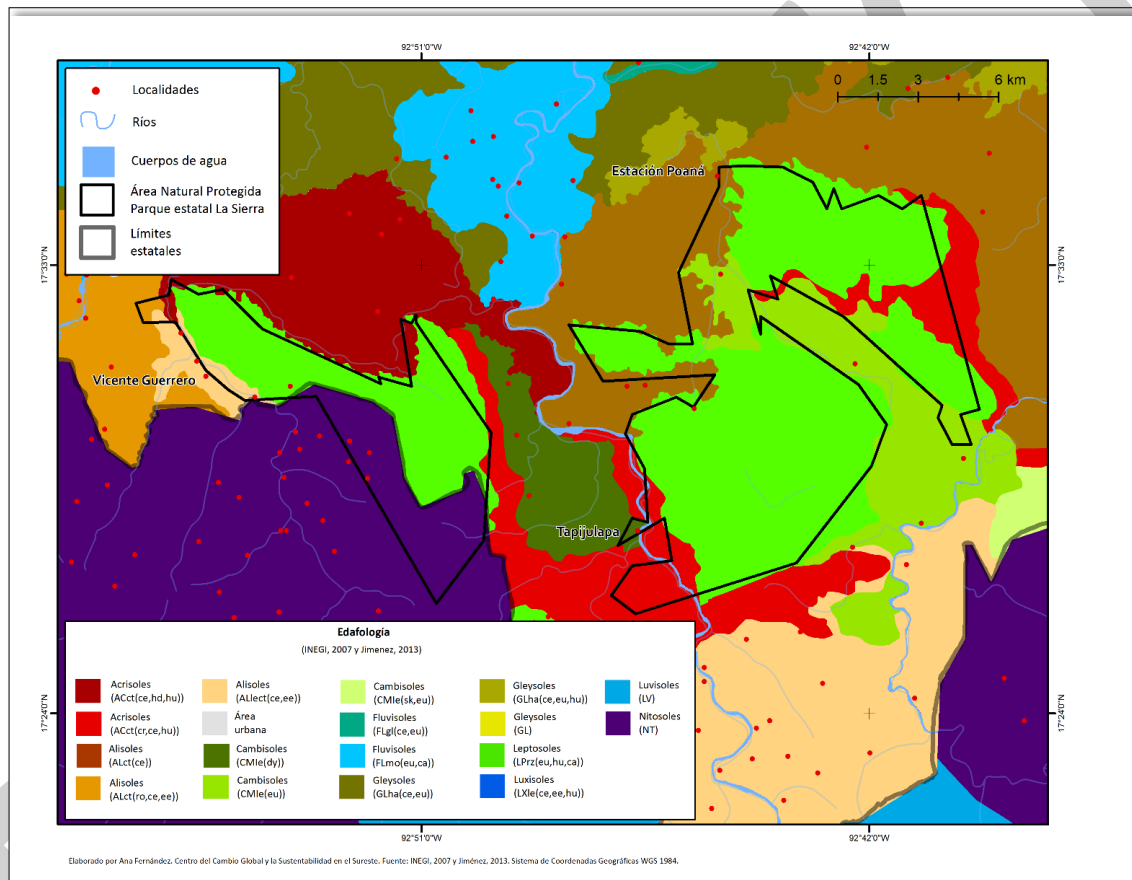 92°51'0"W
92°42'0"W
Localidades
Ríos
Cuerpos de agua
Área Natural Protegida
Parque estatal La Sierra
Límites
estatales
0 1.5 3 6 km
Estación Poaná
17°33'0"N
17°33'0"N
Vicente Guerrero
Tapijulapa
Edafología
(INEGI, 2007 y Jimenez, 2013)
Acrisoles
(ACct(ce,hd,hu))
Acrisoles
(ACct(cr,ce,hu))
Alisoles
(ALct(ce))
Alisoles
(ALct(ro,ce,ee))
Alisoles
(ALlect(ce,ee))
Área
urbana
Cambisoles
(CMle(dy))
Cambisoles
(CMle(eu))
Cambisoles
(CMle(sk,eu))
Fluvisoles
(FLgl(ce,eu))
Fluvisoles
(FLmo(eu,ca))
Gleysoles
(GLha(ce,eu))
Gleysoles
(GLha(ce,eu,hu))
Gleysoles
(GL)
Leptosoles
(LPrz(eu,hu,ca))
Luxisoles
(LXle(ce,ee,hu))
Luvisoles
(LV)
Nitosoles
(NT)
17°24'0"N
17°24'0"N
92°51'0"W
92°42'0"W
Elaborado por Ana Fernández. Centro del Cambio Global y la Sustentabilidad en el Sureste. Fuente: INEGI, 2007 y Jiménez, 2013. Sistema de Coordenadas Geográficas WGS 1984.